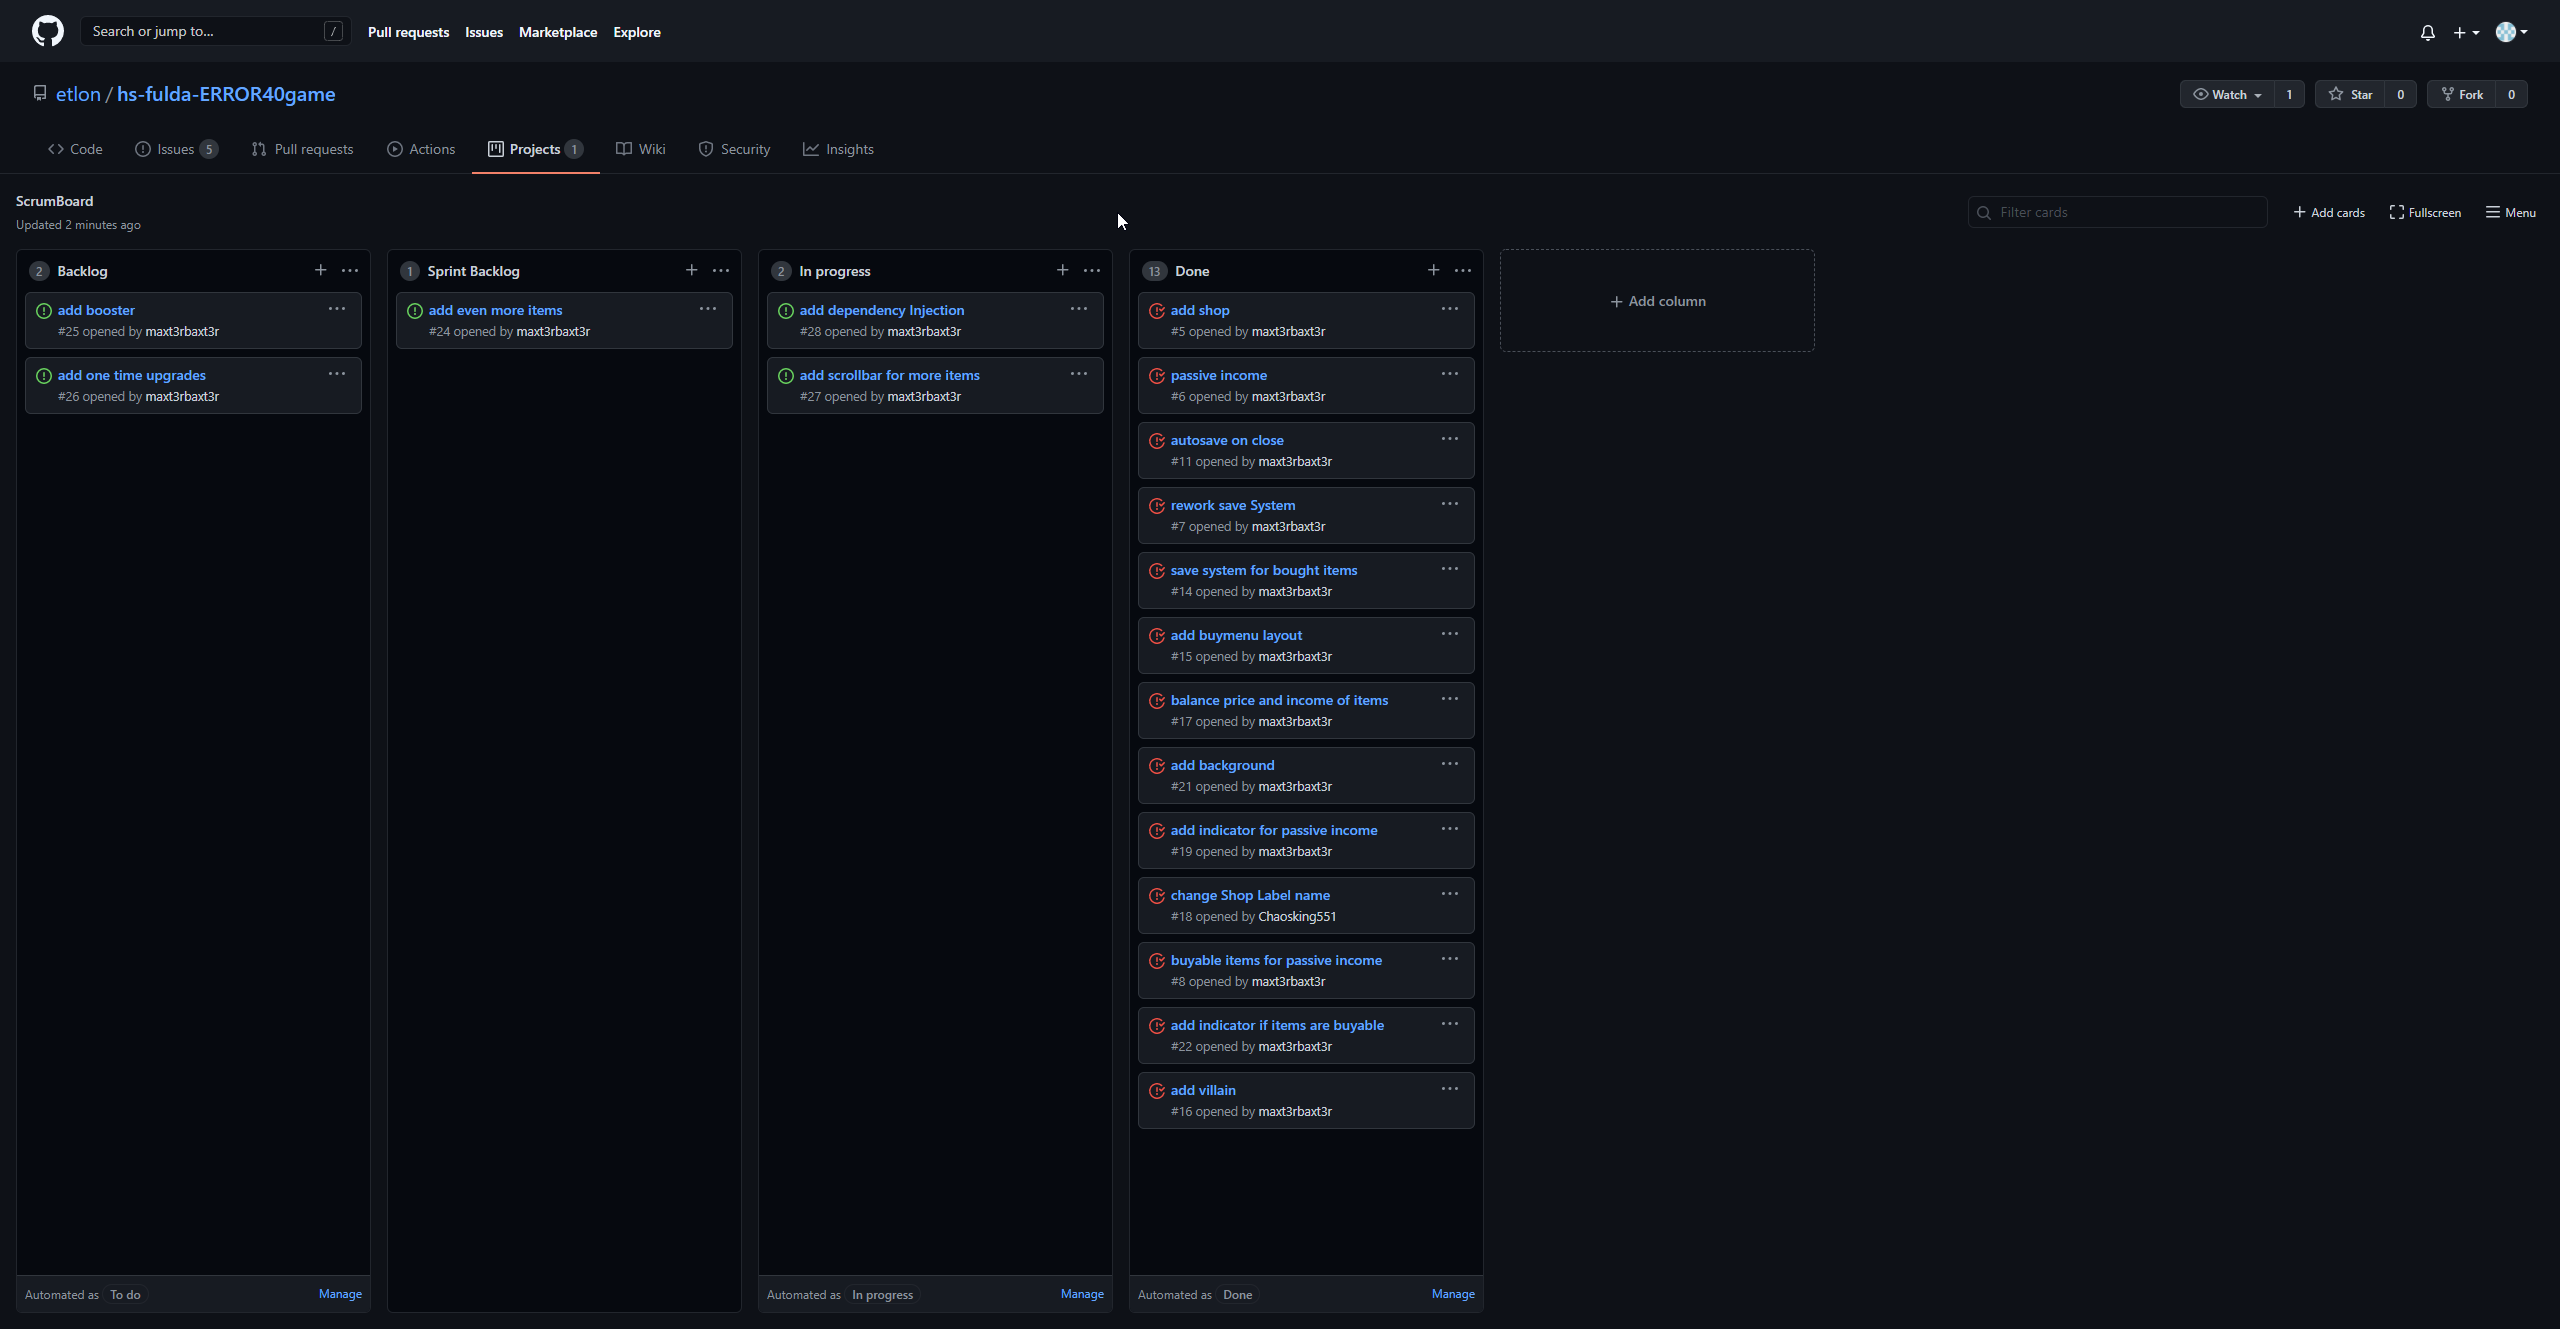 Search or jump to... /
Pull requests Issues Marketplace Explore
etlon / hs-fulda-ERROR40game
Watch 1 Star 0 Fork 0
Code Issues 5 Pull requests Actions Projects 1 Wiki Security Insights
ScrumBoard
Updated 2 minutes ago
Filter cards
Add cards Fullscreen Menu
2 Backlog
add booster
#25 opened by maxt3rbaxt3r
add one time upgrades
#26 opened by maxt3rbaxt3r
Automated as To do Manage
1 Sprint Backlog
add even more items
#24 opened by maxt3rbaxt3r
2 In progress
add dependency Injection
#28 opened by maxt3rbaxt3r
add scrollbar for more items
#27 opened by maxt3rbaxt3r
Automated as In progress Manage
13 Done
add shop
#5 opened by maxt3rbaxt3r
passive income
#6 opened by maxt3rbaxt3r
autosave on close
#11 opened by maxt3rbaxt3r
rework save System
#7 opened by maxt3rbaxt3r
save system for bought items
#14 opened by maxt3rbaxt3r
add buymenu layout
#15 opened by maxt3rbaxt3r
balance price and income of items
#17 opened by maxt3rbaxt3r
add background
#21 opened by maxt3rbaxt3r
add indicator for passive income
#19 opened by maxt3rbaxt3r
change Shop Label name
#18 opened by Chaosking551
buyable items for passive income
#8 opened by maxt3rbaxt3r
add indicator if items are buyable
#22 opened by maxt3rbaxt3r
add villain
#16 opened by maxt3rbaxt3r
Automated as Done Manage
Add column